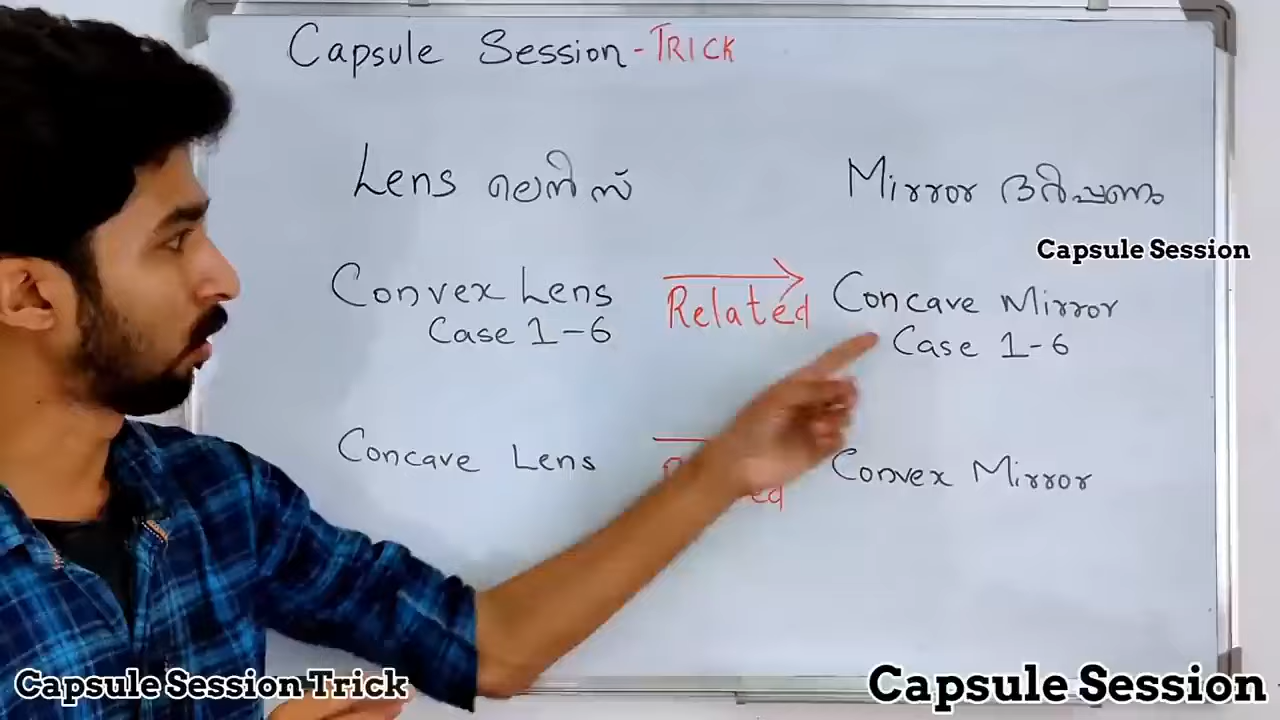 Capsule Session - TRICK
Lens ലെൻസ്
Mirror ദർപ്പണം
Capsule Session
Convex Lens
Case 1-6
Related
Concave Mirror
Case 1-6
Concave Lens
Convex Mirror
Capsule Session Trick
Capsule Session